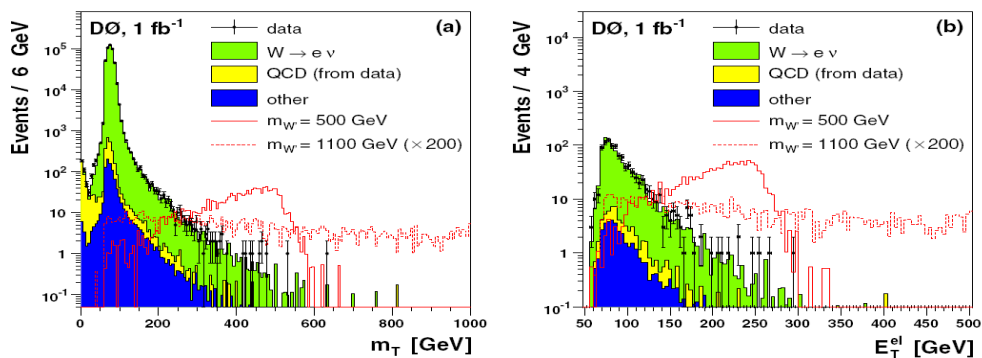 DØ, 1 fb⁻¹
(a)
data
W → e ν
QCD (from data)
other
m_W' = 500 GeV
m_W' = 1100 GeV (×200)
Events / 6 GeV
10⁵
10⁴
10³
10²
10
1
10⁻¹
0 200 400 600 800 1000
m_T [GeV]
DØ, 1 fb⁻¹
(b)
data
W → e ν
QCD (from data)
other
m_W' = 500 GeV
m_W' = 1100 GeV (×200)
Events / 4 GeV
10⁴
10³
10²
10
1
10⁻¹
50 100 150 200 250 300 350 400 450 500
E_T^el [GeV]